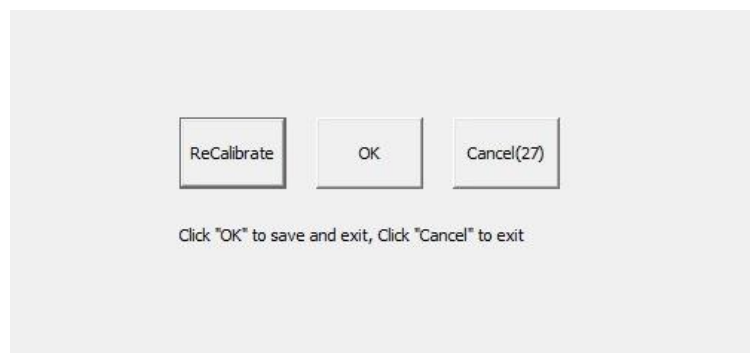 ReCalibrate OK Cancel(27)
Click "OK" to save and exit, Click "Cancel" to exit